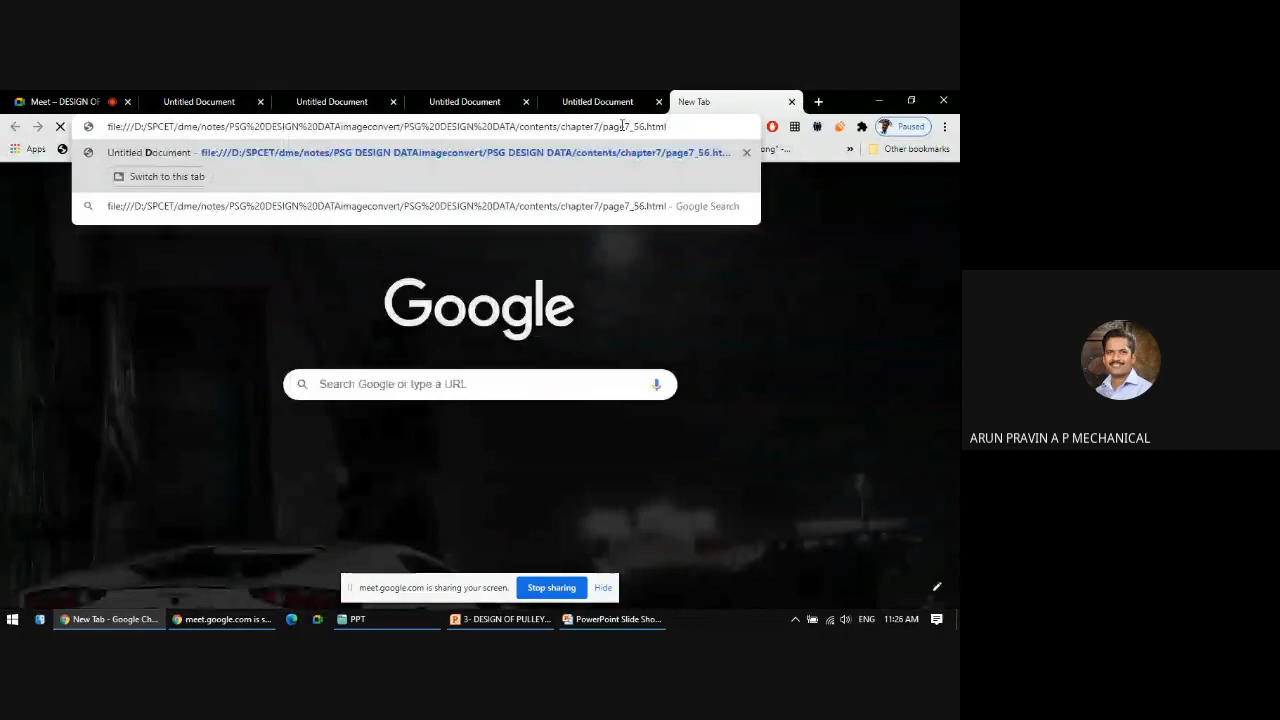 Meet – DESIGN OF
Untitled Document
Untitled Document
Untitled Document
Untitled Document
New Tab
file:///D:/SPCET/dme/notes/PSG%20DESIGN%20DATAimageconvert/PSG%20DESIGN%20DATA/contents/chapter7/page7_56.html
Paused
Apps
Untitled Document - file:///D:/SPCET/dme/notes/PSG DESIGN DATAimageconvert/PSG DESIGN DATA/contents/chapter7/page7_56.ht...
ong" -...
»
Other bookmarks
Switch to this tab
file:///D:/SPCET/dme/notes/PSG%20DESIGN%20DATAimageconvert/PSG%20DESIGN%20DATA/contents/chapter7/page7_56.html - Google Search
Google
Search Google or type a URL
ARUN PRAVIN A P MECHANICAL
meet.google.com is sharing your screen.
Stop sharing
Hide
New Tab - Google Ch...
meet.google.com is s...
PPT
3- DESIGN OF PULLEY...
PowerPoint Slide Sho...
ENG
11:26 AM